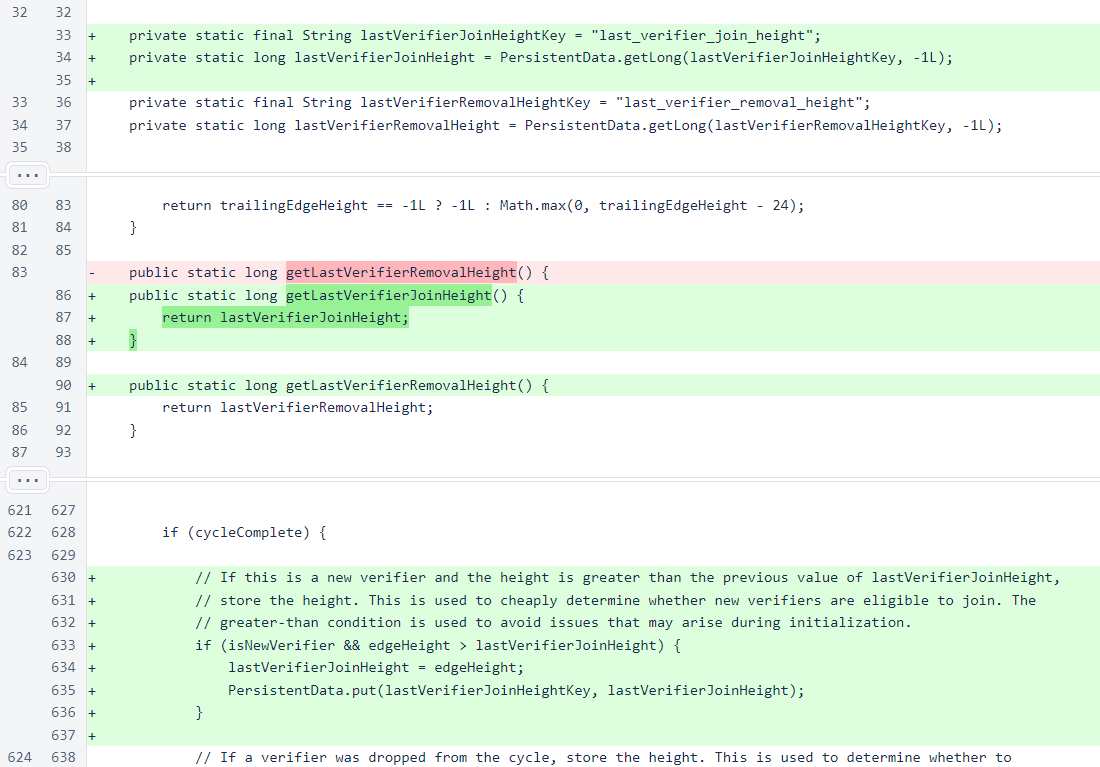 32 32
33 + private static final String lastVerifierJoinHeightKey = "last_verifier_join_height";
34 + private static long lastVerifierJoinHeight = PersistentData.getLong(lastVerifierJoinHeightKey, -1L);
35 +
33 36 private static final String lastVerifierRemovalHeightKey = "last_verifier_removal_height";
34 37 private static long lastVerifierRemovalHeight = PersistentData.getLong(lastVerifierRemovalHeightKey, -1L);
35 38
...
80 83 return trailingEdgeHeight == -1L ? -1L : Math.max(0, trailingEdgeHeight - 24);
81 84 }
82 85
83 - public static long getLastVerifierRemovalHeight() {
86 + public static long getLastVerifierJoinHeight() {
87 + return lastVerifierJoinHeight;
88 + }
84 89
90 + public static long getLastVerifierRemovalHeight() {
85 91 return lastVerifierRemovalHeight;
86 92 }
87 93
...
621 627
622 628 if (cycleComplete) {
623 629
630 + // If this is a new verifier and the height is greater than the previous value of lastVerifierJoinHeight,
631 + // store the height. This is used to cheaply determine whether new verifiers are eligible to join. The
632 + // greater-than condition is used to avoid issues that may arise during initialization.
633 + if (isNewVerifier && edgeHeight > lastVerifierJoinHeight) {
634 + lastVerifierJoinHeight = edgeHeight;
635 + PersistentData.put(lastVerifierJoinHeightKey, lastVerifierJoinHeight);
636 + }
637 +
624 638 // If a verifier was dropped from the cycle, store the height. This is used to determine whether to